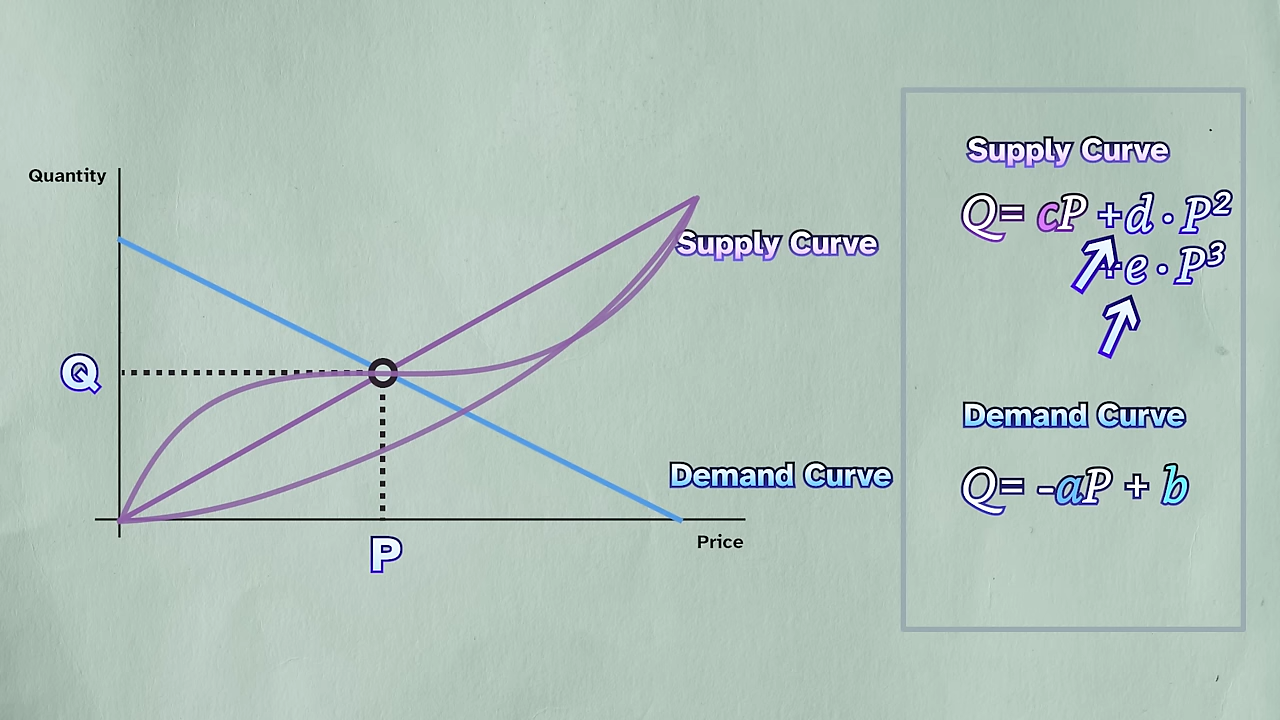 Quantity
Supply Curve
Q
Demand Curve
Price
P
Supply Curve
Q= cP +d · P²
+e · P³
Demand Curve
Q= -aP + b